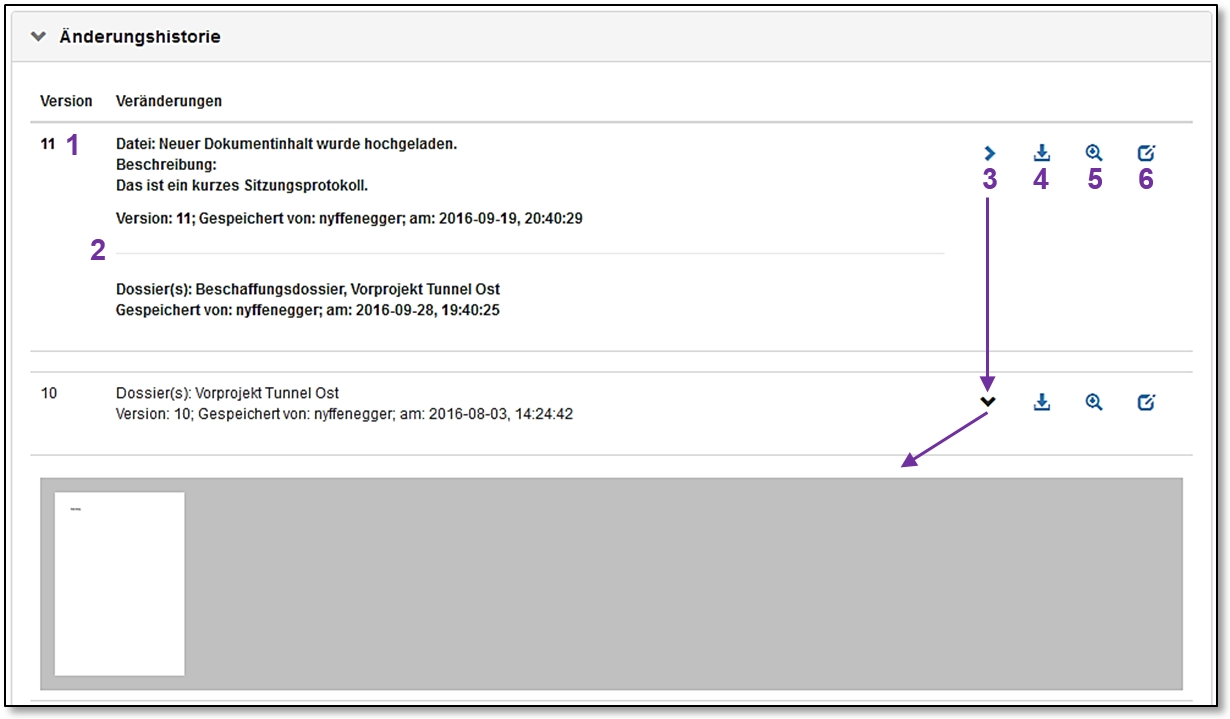 Änderungshistorie
Version Veränderungen
11 1 Datei: Neuer Dokumentinhalt wurde hochgeladen.
Beschreibung:
Das ist ein kurzes Sitzungsprotokoll.
3 4 5 6
Version: 11; Gespeichert von: nyffenegger; am: 2016-09-19, 20:40:29
2
Dossier(s): Beschaffungsdossier, Vorprojekt Tunnel Ost
Gespeichert von: nyffenegger; am: 2016-09-28, 19:40:25
10 Dossier(s): Vorprojekt Tunnel Ost
Version: 10; Gespeichert von: nyffenegger; am: 2016-08-03, 14:24:42